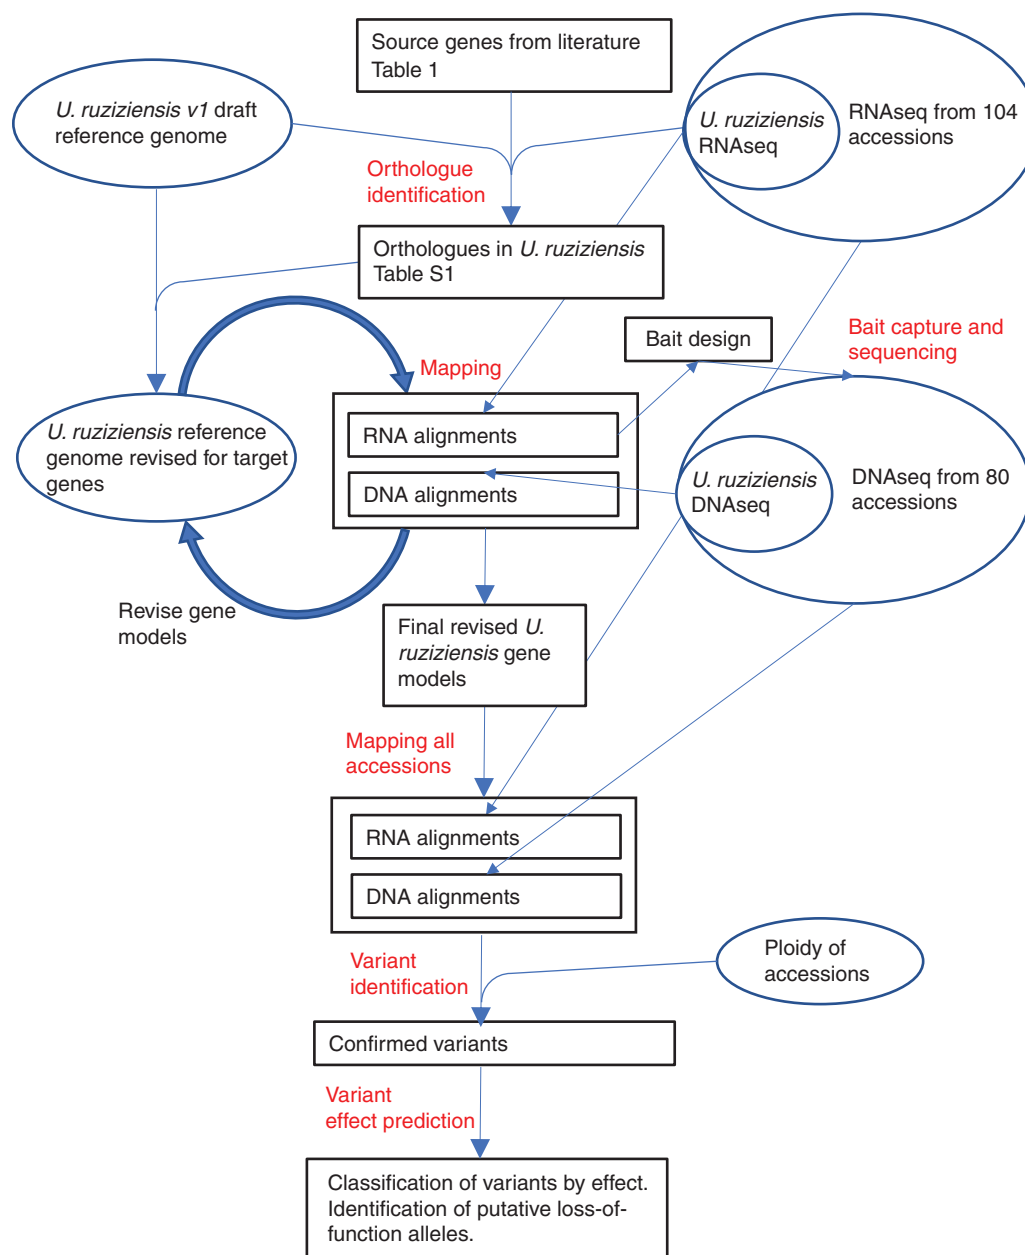 Source genes from literature
Table 1
U. ruziziensis v1 draft
reference genome
U. ruziziensis
RNAseq
RNAseq from 104
accessions
Orthologue
identification
Orthologues in U. ruziziensis
Table S1
Bait design
Bait capture and
sequencing
Mapping
U. ruziziensis reference
genome revised for target
genes
RNA alignments
DNA alignments
U. ruziziensis
DNAseq
DNAseq from 80
accessions
Revise gene
models
Final revised U.
ruziziensis gene
models
Mapping all
accessions
RNA alignments
DNA alignments
Variant
identification
Ploidy of
accessions
Confirmed variants
Variant
effect prediction
Classification of variants by effect.
Identification of putative loss-of-
function alleles.